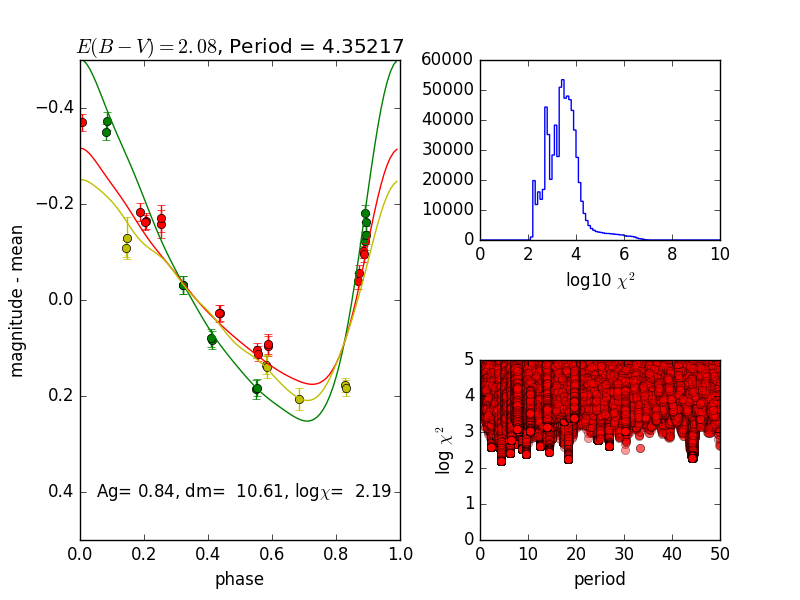 E(B−V)=2.08, Period = 4.35217
−0.4
−0.2
0.0
0.2
0.4
magnitude - mean
Ag= 0.84, dm= 10.61, logχ= 2.19
0.0 0.2 0.4 0.6 0.8 1.0
phase
60000
50000
40000
30000
20000
10000
0
0 2 4 6 8 10
log10 χ²
5
4
3
2
1
0
log χ²
0 10 20 30 40 50
period